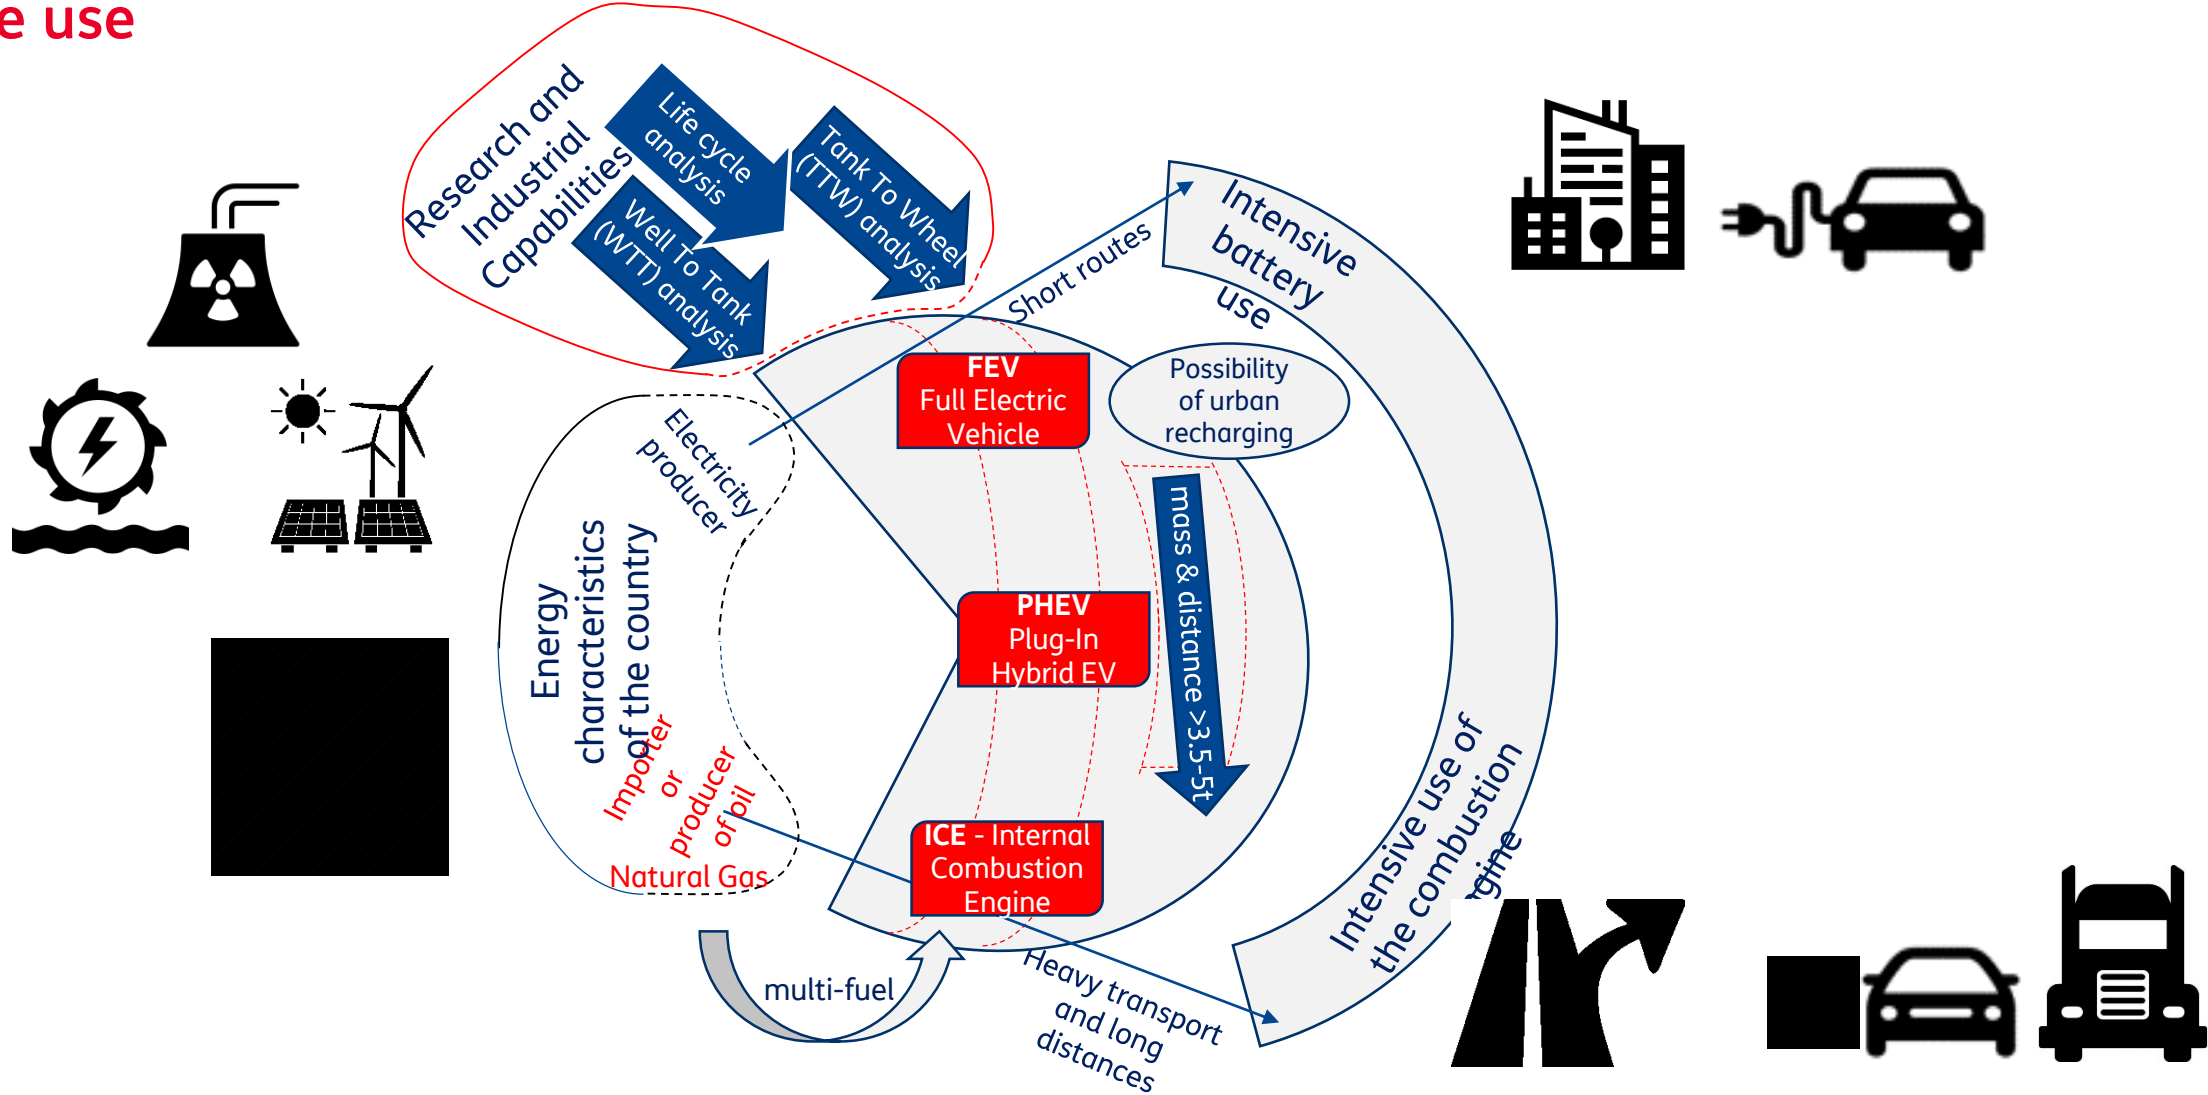 e use
Research and
Industrial
Capabilities
Life cycle
analysis
Tank To Wheel
(TTW) analysis
Well To Tank
(WTT) analysis
Short routes
Intensive
battery
use
FEV
Full Electric
Vehicle
Possibility
of urban
recharging
Electricity
producer
Energy
characteristics
of the country
mass & distance >3.5-5t
PHEV
Plug-In
Hybrid EV
Importer
or
producer
of oil
Natural Gas
ICE - Internal
Combustion
Engine
Intensive use of
the combustion
gine
multi-fuel
Heavy transport
and long
distances